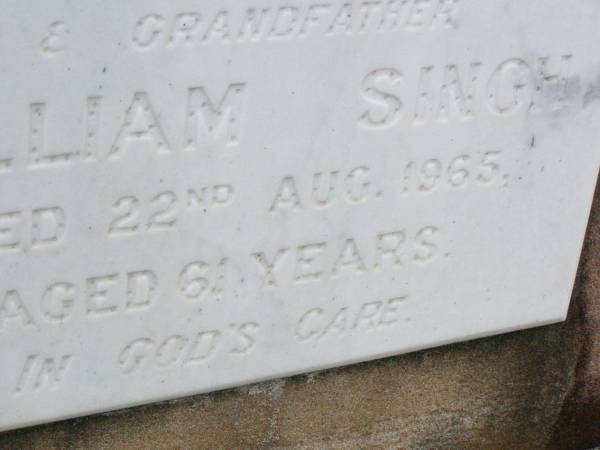 & GRANDFATHER
LLIAM SINGH
ED 22ND AUG. 1965,
AGED 61 YEARS.
IN GOD'S CARE.